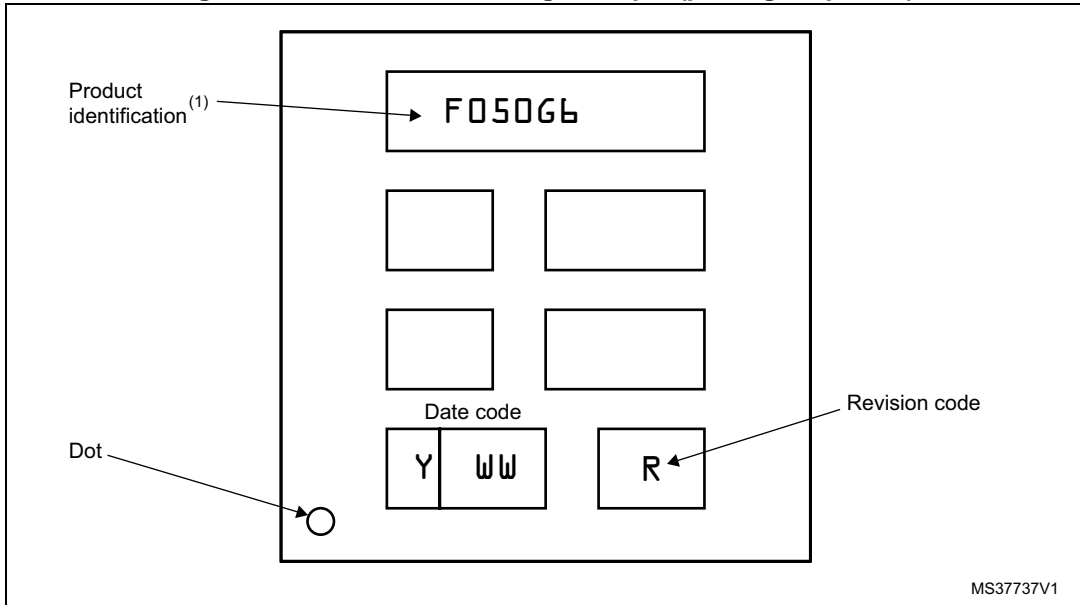 Product
identification(1)
F050G6
Date code
Y WW
R
Revision code
Dot
MS37737V1